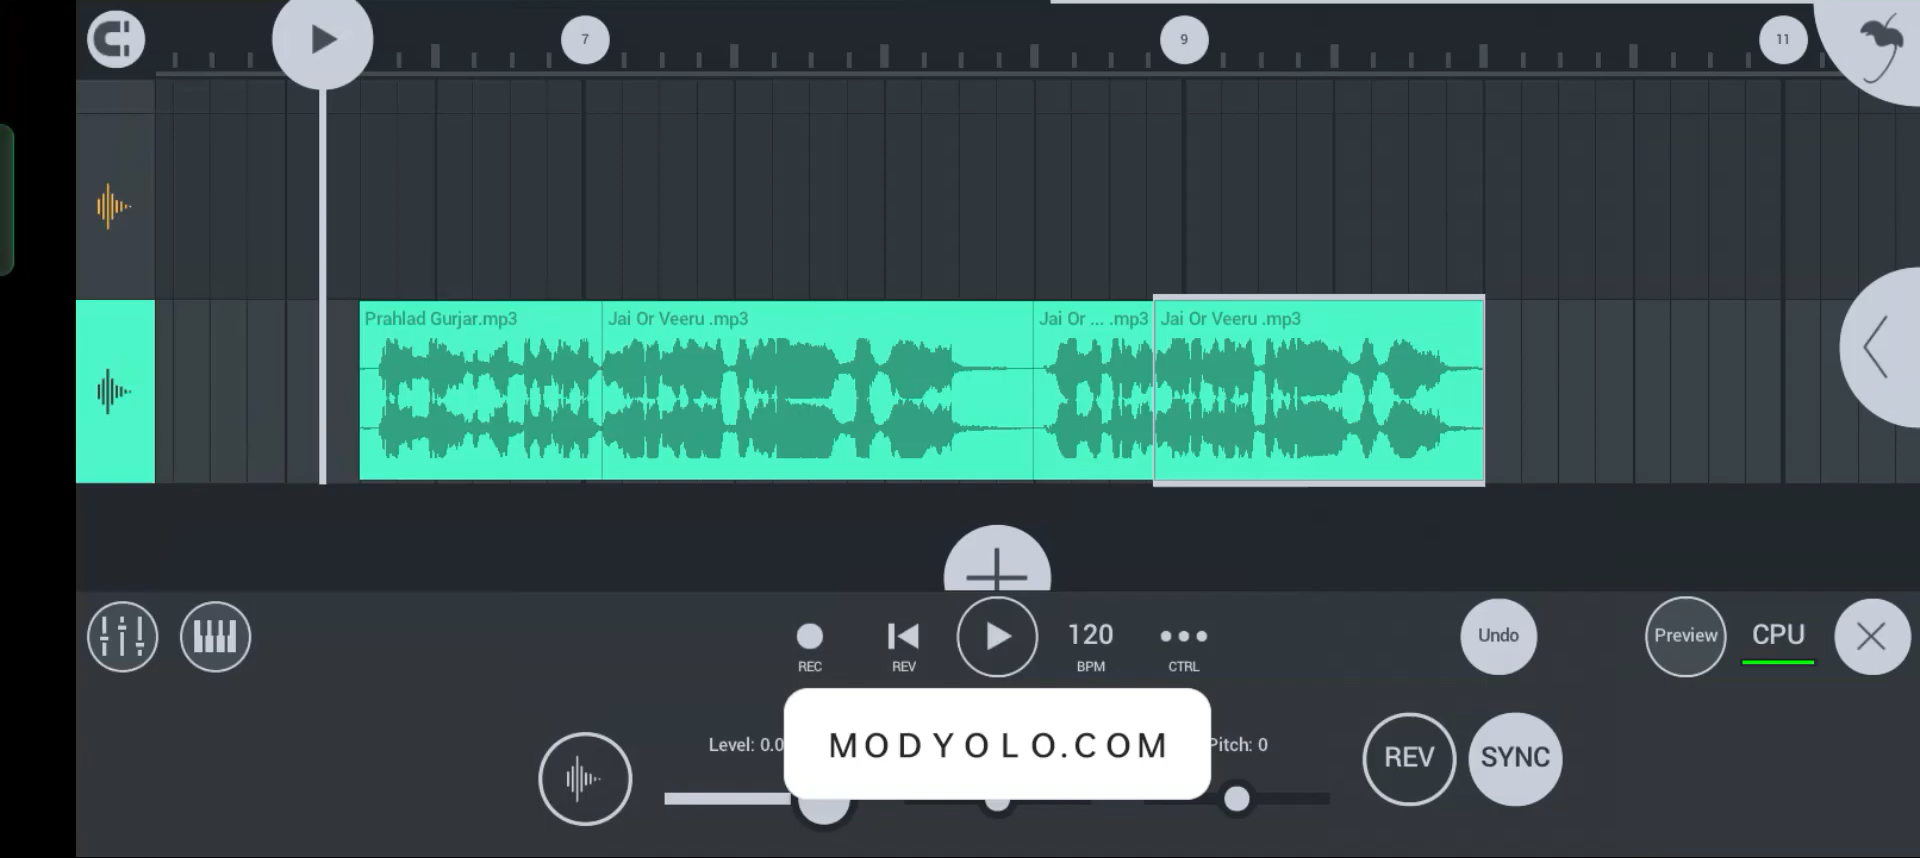 7
9
11
Prahlad Gurjar.mp3
Jai Or Veeru .mp3
Jai Or ... .mp3
Jai Or Veeru .mp3
REC
REV
120
BPM
CTRL
Undo
Preview
CPU
Level: 0.0
MODYOLO.COM
Pitch: 0
REV
SYNC